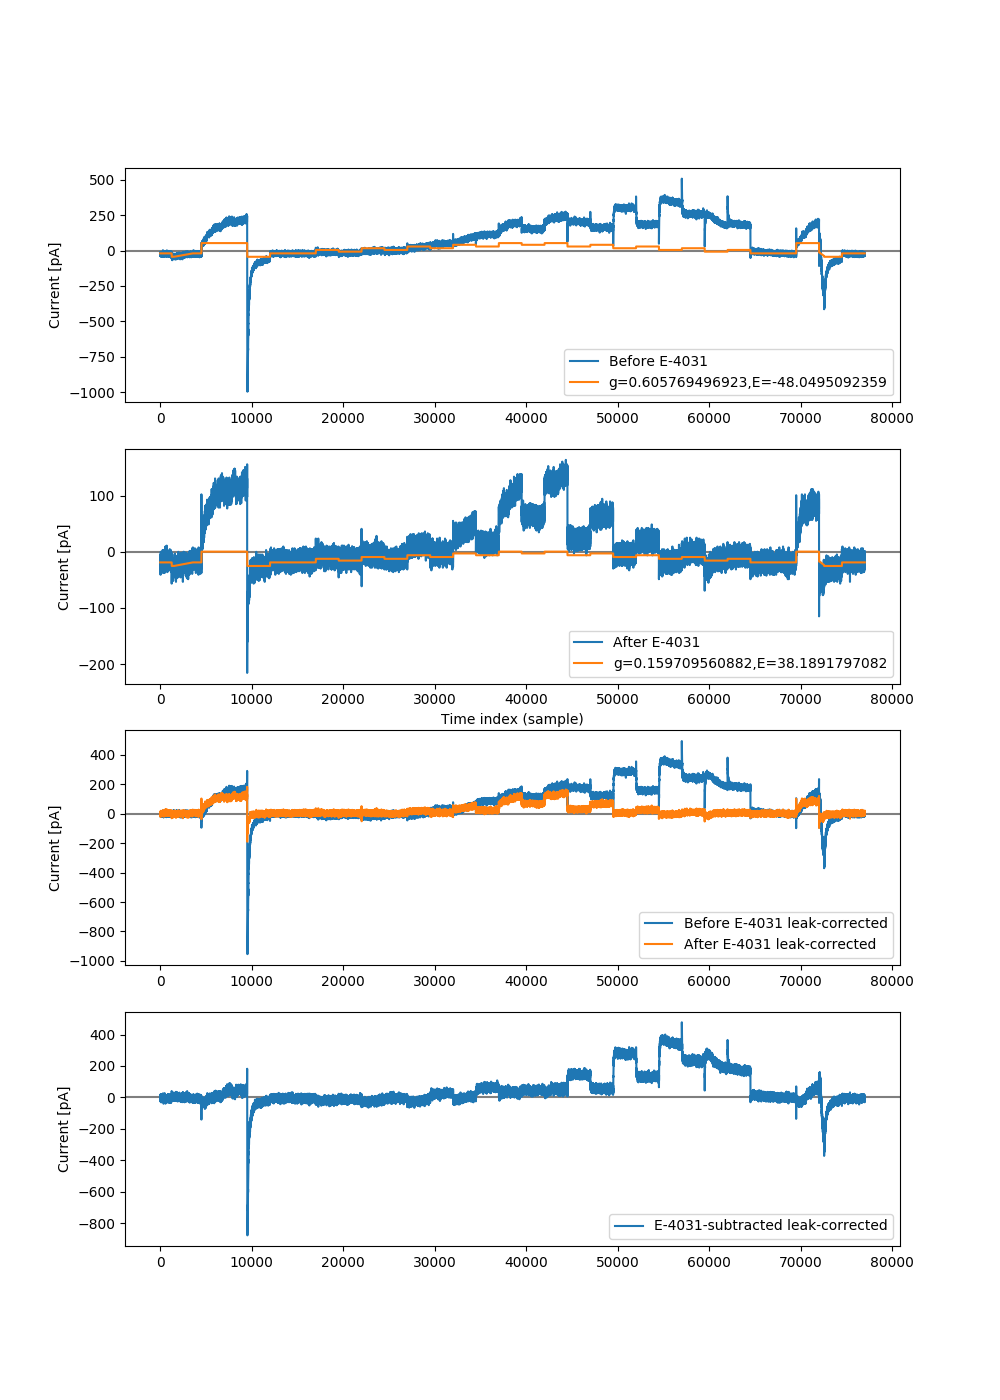 500
250
0
−250
−500
−750
−1000
Current [pA]
Before E-4031
g=0.605769496923,E=-48.0495092359
0 10000 20000 30000 40000 50000 60000 70000 80000
100
0
−100
−200
Current [pA]
After E-4031
g=0.159709560882,E=38.1891797082
0 10000 20000 30000 40000 50000 60000 70000 80000
Time index (sample)
400
200
0
−200
−400
−600
−800
−1000
Current [pA]
Before E-4031 leak-corrected
After E-4031 leak-corrected
0 10000 20000 30000 40000 50000 60000 70000 80000
400
200
0
−200
−400
−600
−800
Current [pA]
E-4031-subtracted leak-corrected
0 10000 20000 30000 40000 50000 60000 70000 80000